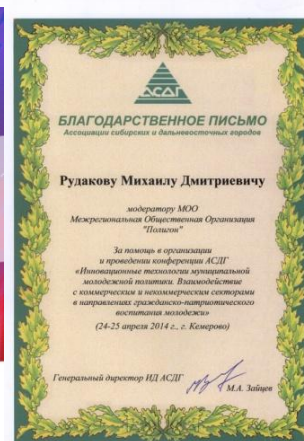 АСДГ
БЛАГОДАРСТВЕННОЕ ПИСЬМО
Ассоциации сибирских и дальневосточных городов
Рудакову Михаилу Дмитриевичу
модератору МОО
Межрегиональная Общественная Организация
"Полигон"
За помощь в организации
и проведении конференции АСДГ
«Инновационные технологии муниципальной
молодежной политики. Взаимодействие
с коммерческим и некоммерческим секторами
в направлениях гражданско-патриотического
воспитания молодежи»
(24-25 апреля 2014 г., г. Кемерово)
Генеральный директор ИД АСДГ
М.А. Зайцев